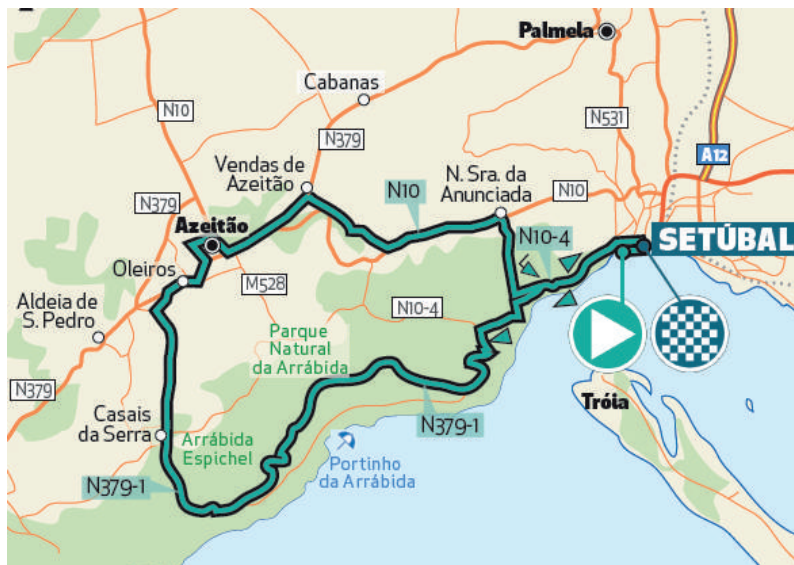 Palmela
Cabanas
N10
N531
N379
A12
Vendas de
Azeitão
N. Sra. da
Anunciada
N10
N10
N379
Azeitão
N10-4
SETÚBAL
Oleiros
M528
Aldeia de
S. Pedro
N10-4
Parque
Natural
da Arrábida
N379
Tróia
Casais
da Serra
Arrábida
Espichel
N379-1
Portinho
da Arrábida
N379-1